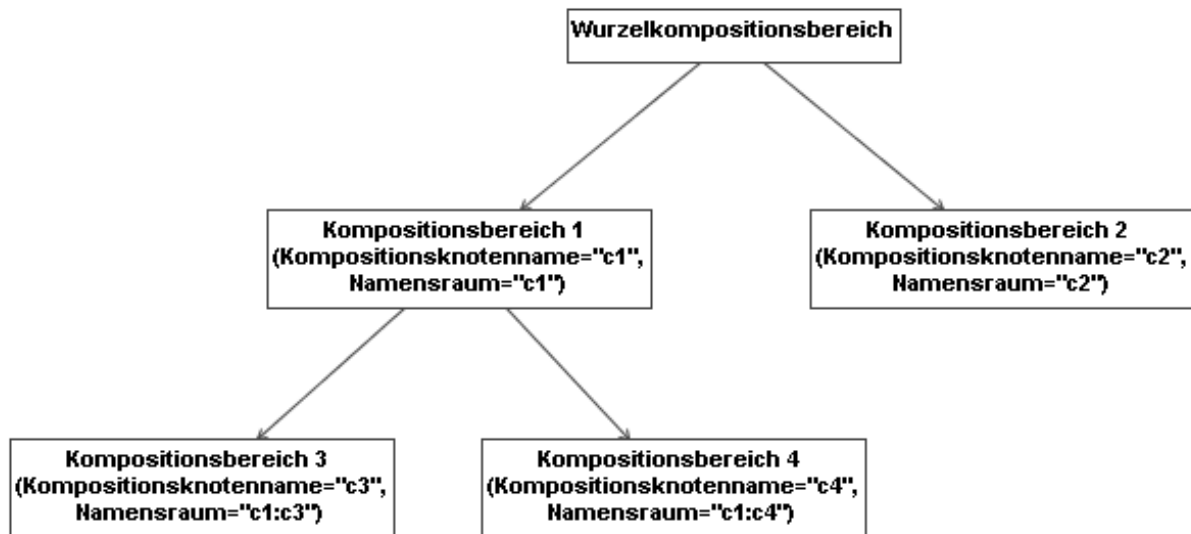 Wurzelkompositionsbereich
Kompositionsbereich 1
(Kompositionsknotenname="c1",
Namensraum="c1")
Kompositionsbereich 2
(Kompositionsknotenname="c2",
Namensraum="c2")
Kompositionsbereich 3
(Kompositionsknotenname="c3",
Namensraum="c1:c3")
Kompositionsbereich 4
(Kompositionsknotenname="c4",
Namensraum="c1:c4")